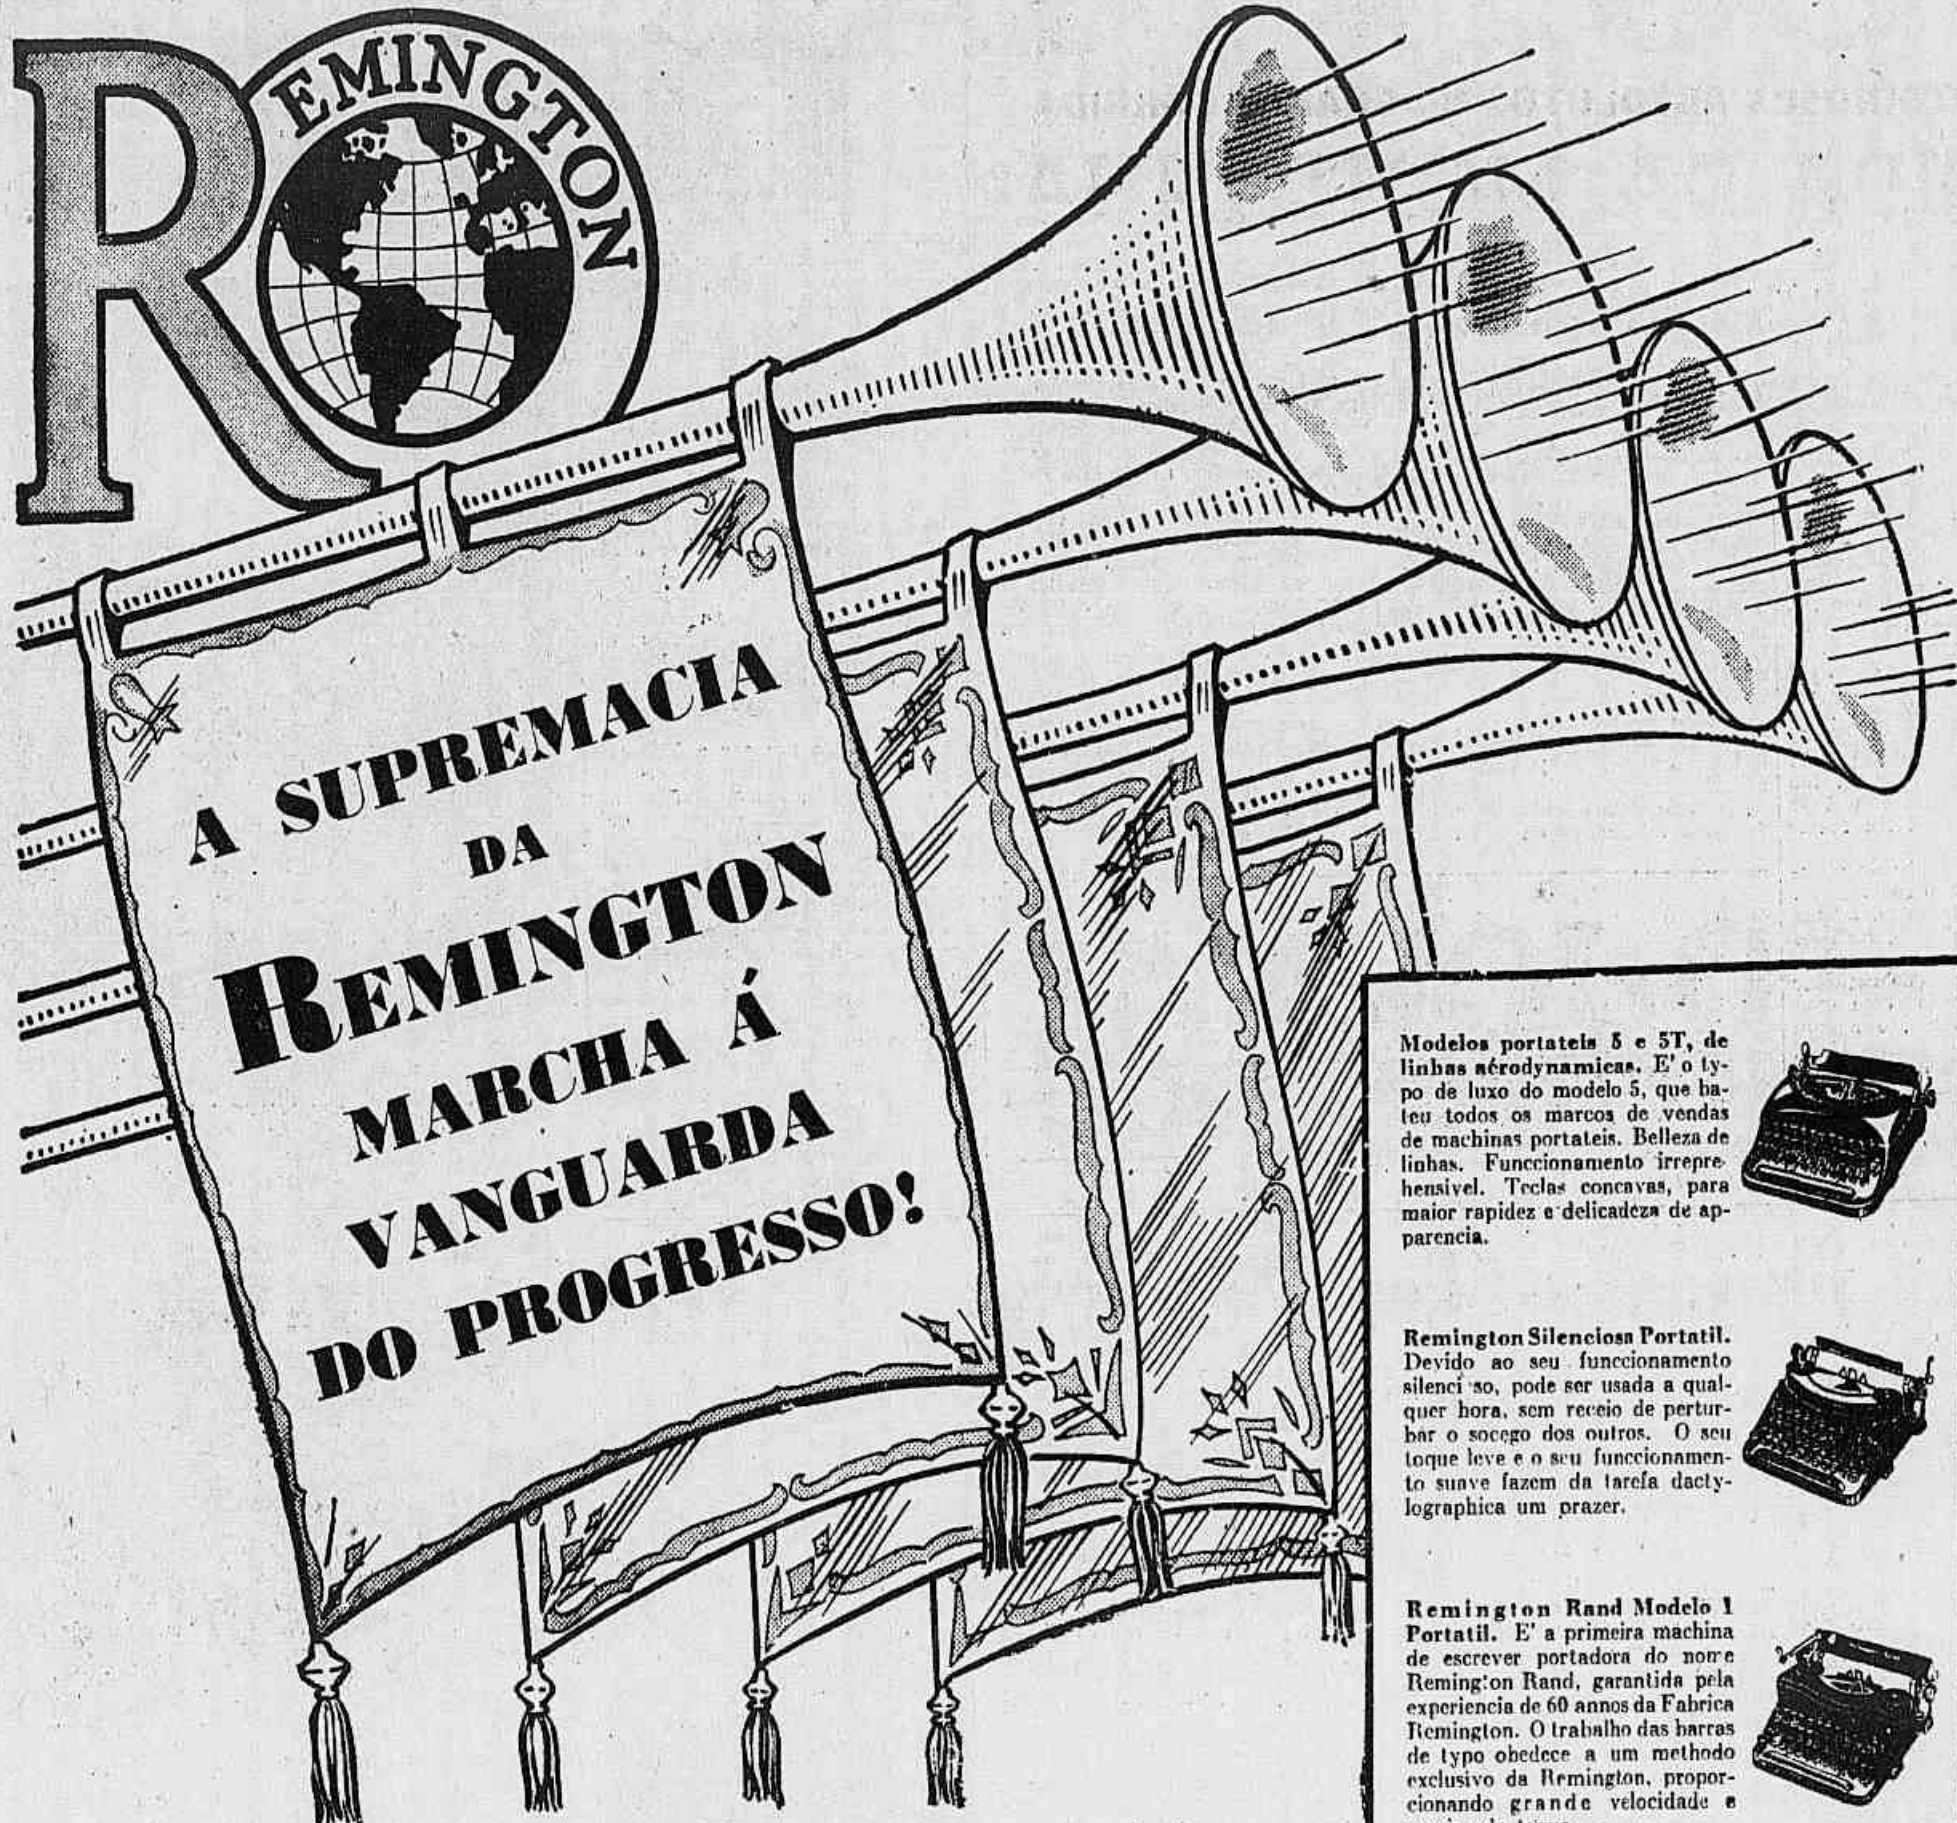 REMINGTON
A SUPREMACIA
DA
REMINGTON
MARCHA Á
VANGUARDA
DO PROGRESSO!
Modelos portateis 5 e 5T, de
linhas aérodynamicas. E' o ty-
po de luxo do modelo 5, que ba-
teu todos os marcos de vendas
de machinas portateis. Belleza de
linhas. Funccionamento irrepre-
hensivel. Teclas concavas, para
maior rapidez e delicadeza de ap-
parencia.
Remington Silenciosa Portatil.
Devido ao seu funccionamento
silenci so, pode ser usada a qual-
quer hora, sem receio de pertur-
bar o socego dos outros. O seu
toque leve e o seu funccionamen-
to suave fazem da tarefa dacty-
lographica um prazer.
Remington Rand Modelo 1
Portatil. E' a primeira machina
de escrever portadora do nome
Remington Rand, garantida pela
experiencia de 60 annos da Fabrica
Remington. O trabalho das barras
de typo obedece a um methodo
exclusivo da Remington, propor-
cionando grande velocidade e